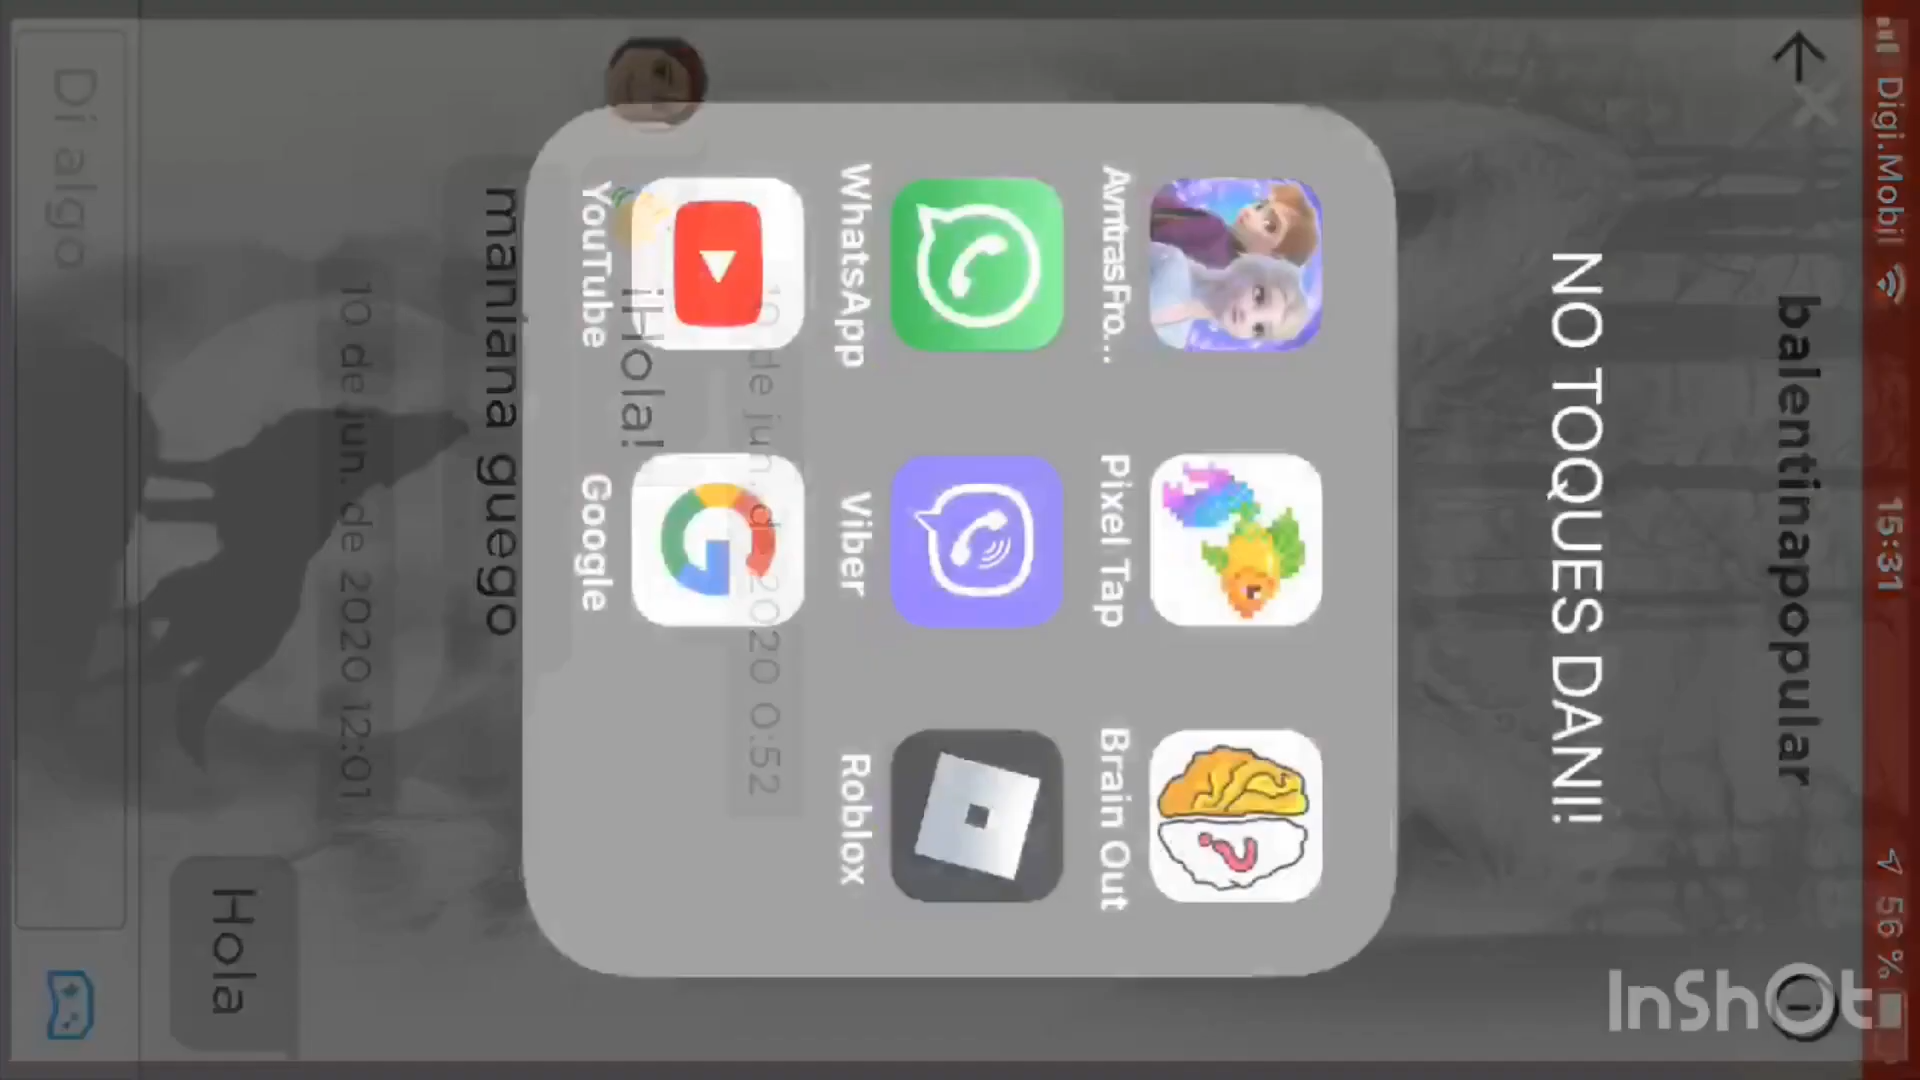 Digi.Mobil 15:31 56 %
balentinapopular
NO TOQUES DANI!
AvntrasFro...
Pixel Tap
Brain Out
WhatsApp
Viber
Roblox
10 de jun. de 2020 0:52
¡Hola!
YouTube
Google
maniana guego
10 de jun. de 2020 12:01
Hola
Di algo
InShOt